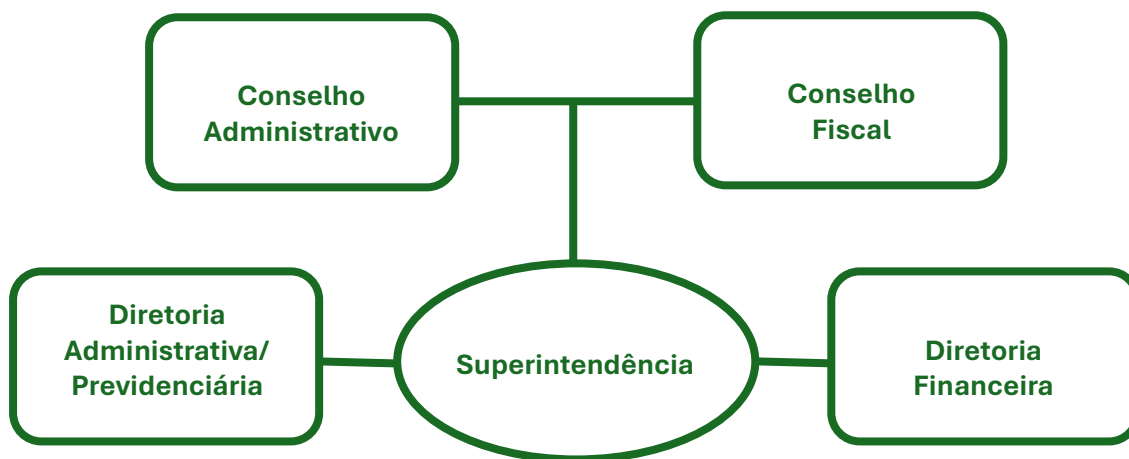 Conselho
Administrativo
Conselho
Fiscal
Diretoria
Administrativa/
Previdenciária
Superintendência
Diretoria
Financeira